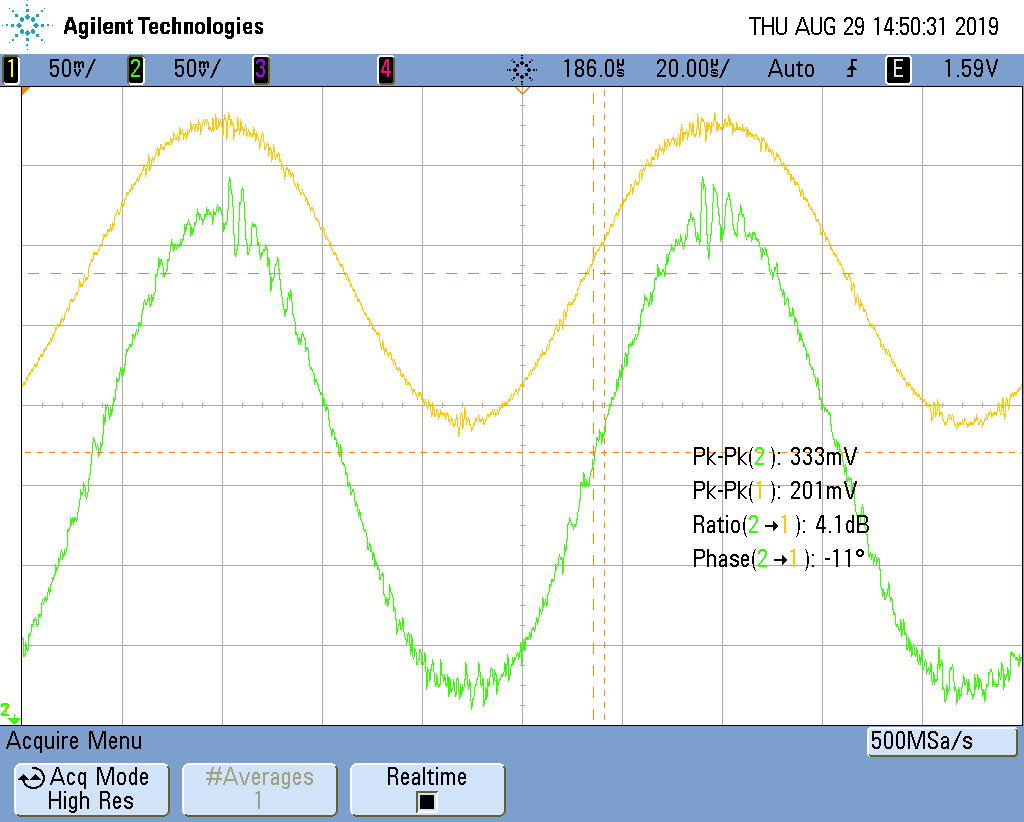 Agilent Technologies THU AUG 29 14:50:31 2019
1 50mV/ 2 50mV/ 3 4 186.0us 20.00us/ Auto E 1.59V
Pk-Pk(2): 333mV
Pk-Pk(1): 201mV
Ratio(2→1): 4.1dB
Phase(2→1): -11°
2
Acquire Menu 500MSa/s
Acq Mode #Averages Realtime
High Res 1